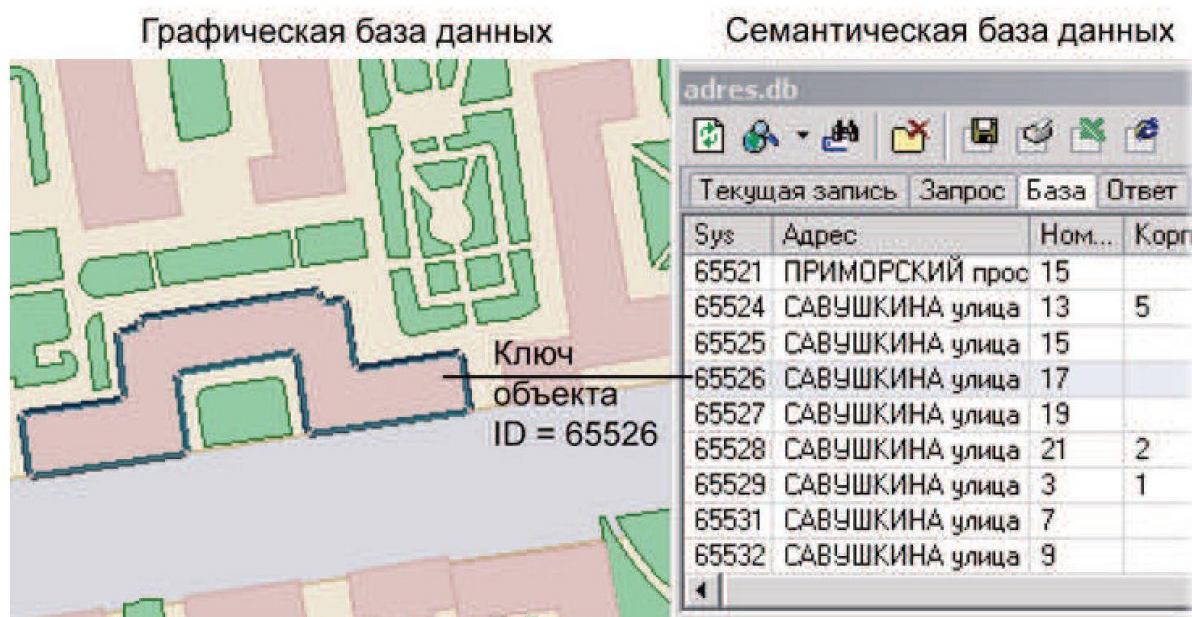 Графическая база данных
Семантическая база данных
adres.db
Текущая запись Запрос База Ответ
Sys Адрес Ном... Корп
65521 ПРИМОРСКИЙ прос 15
65524 САВУШКИНА улица 13 5
65525 САВУШКИНА улица 15
65526 САВУШКИНА улица 17
65527 САВУШКИНА улица 19
65528 САВУШКИНА улица 21 2
65529 САВУШКИНА улица 3 1
65531 САВУШКИНА улица 7
65532 САВУШКИНА улица 9
Ключ
объекта
ID = 65526